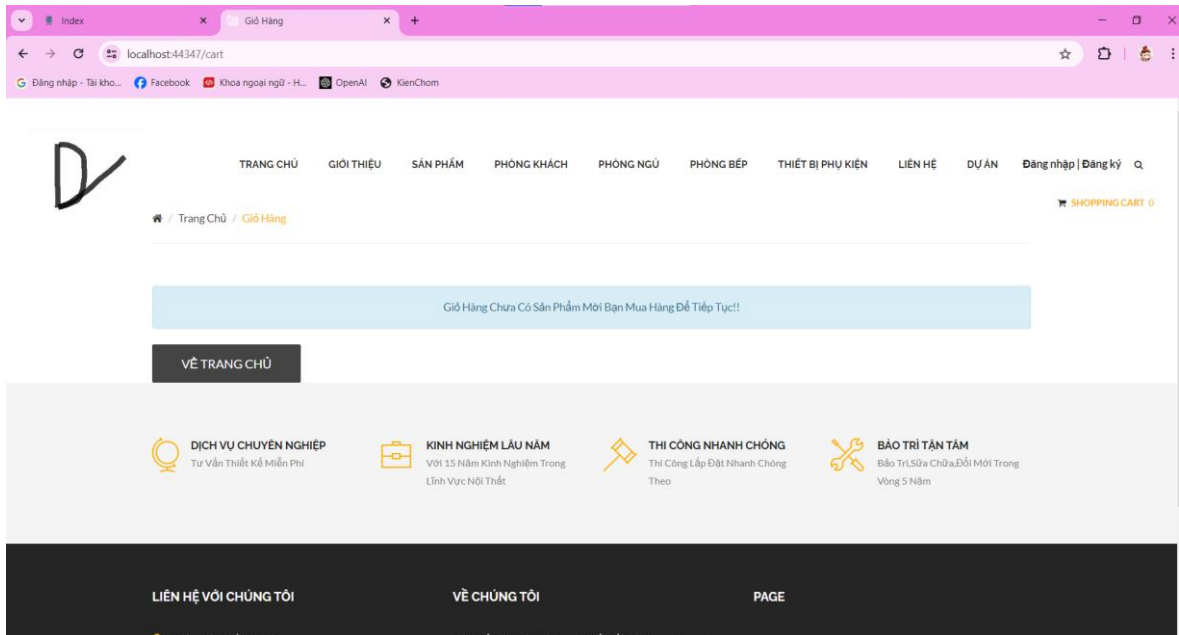 Index
Giỏ Hàng
localhost:44347/cart
Đăng nhập - Tài kho...
Facebook
Khoa ngoại ngữ - H...
OpenAI
KienChom
DV
TRANG CHỦ
GIỚI THIỆU
SẢN PHẨM
PHÒNG KHÁCH
PHÒNG NGỦ
PHÒNG BẾP
THIẾT BỊ PHỤ KIỆN
LIÊN HỆ
DỰ ÁN
Đăng nhập | Đăng ký
SHOPPING CART 0
/ Trang Chủ / Giỏ Hàng
Giỏ Hàng Chưa Có Sản Phẩm Mời Bạn Mua Hàng Để Tiếp Tục!!
VỀ TRANG CHỦ
DỊCH VỤ CHUYÊN NGHIỆP
Tư Vấn Thiết Kế Miễn Phí
KINH NGHIỆM LÂU NĂM
Với 15 Năm Kinh Nghiệm Trong
Lĩnh Vực Nội Thất
THI CÔNG NHANH CHÓNG
Thi Công Lắp Đặt Nhanh Chóng
Theo
BẢO TRÌ TẬN TÂM
Bảo Trì,Sữa Chữa,Đổi Mới Trong
Vòng 5 Năm
LIÊN HỆ VỚI CHÚNG TÔI
VỀ CHÚNG TÔI
PAGE